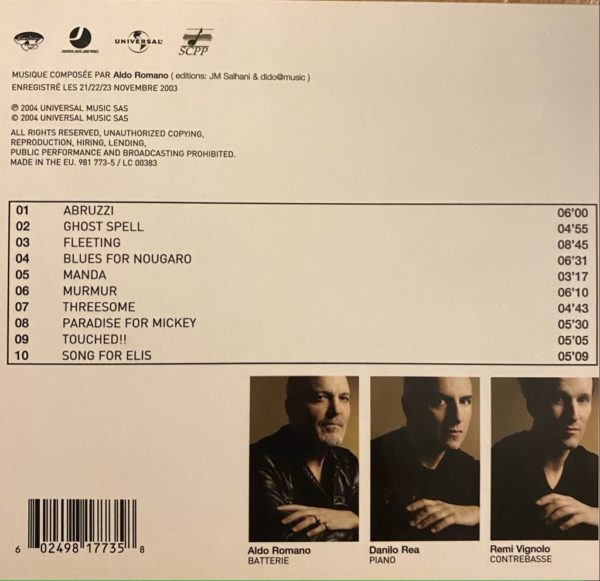 UNIVERSAL
SCPP
MUSIQUE COMPOSÉE PAR Aldo Romano ( editions: JM Salhani & dido@music )
ENREGISTRÉ LES 21/22/23 NOVEMBRE 2003
℗ 2004 UNIVERSAL MUSIC SAS
© 2004 UNIVERSAL MUSIC SAS
ALL RIGHTS RESERVED, UNAUTHORIZED COPYING,
REPRODUCTION, HIRING, LENDING,
PUBLIC PERFORMANCE AND BROADCASTING PROHIBITED.
MADE IN THE EU. 981 773-5 / LC 00383
01 ABRUZZI 06'00
02 GHOST SPELL 04'55
03 FLEETING 08'45
04 BLUES FOR NOUGARO 06'31
05 MANDA 03'17
06 MURMUR 06'10
07 THREESOME 04'43
08 PARADISE FOR MICKEY 05'30
09 TOUCHED!! 05'05
10 SONG FOR ELIS 05'09
6 02498 17735 8
Aldo Romano
BATTERIE
Danilo Rea
PIANO
Remi Vignolo
CONTREBASSE